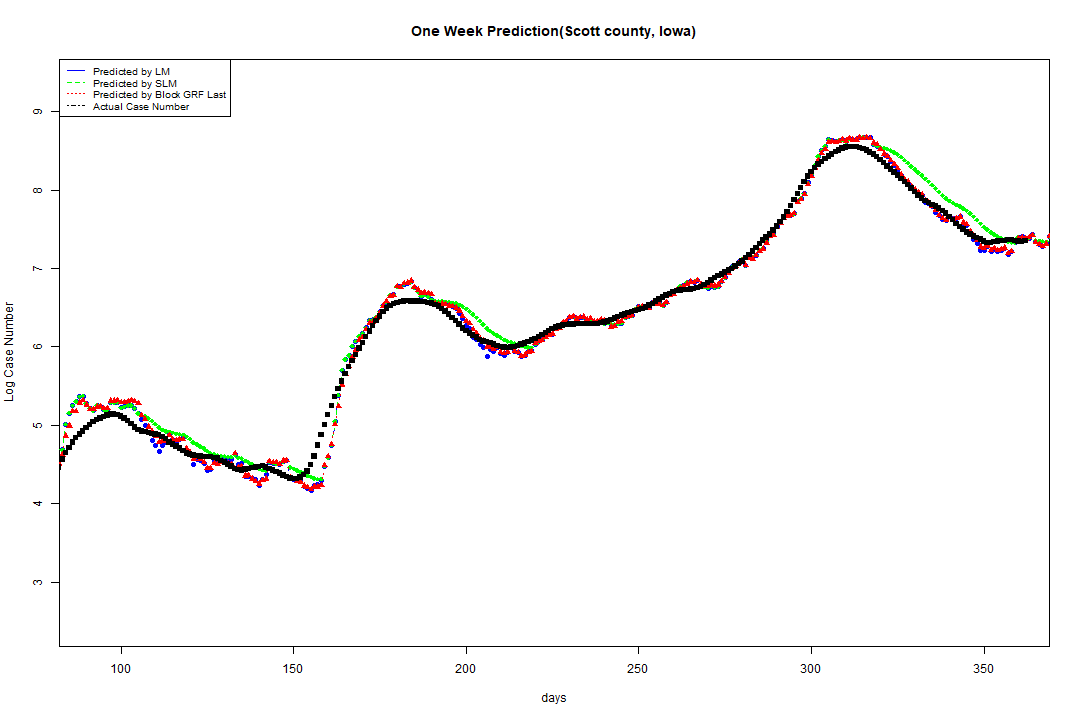 One Week Prediction(Scott county, Iowa)
Predicted by LM
Predicted by SLM
Predicted by Block GRF Last
Actual Case Number
9
8
7
6
5
4
3
Log Case Number
100 150 200 250 300 350
days